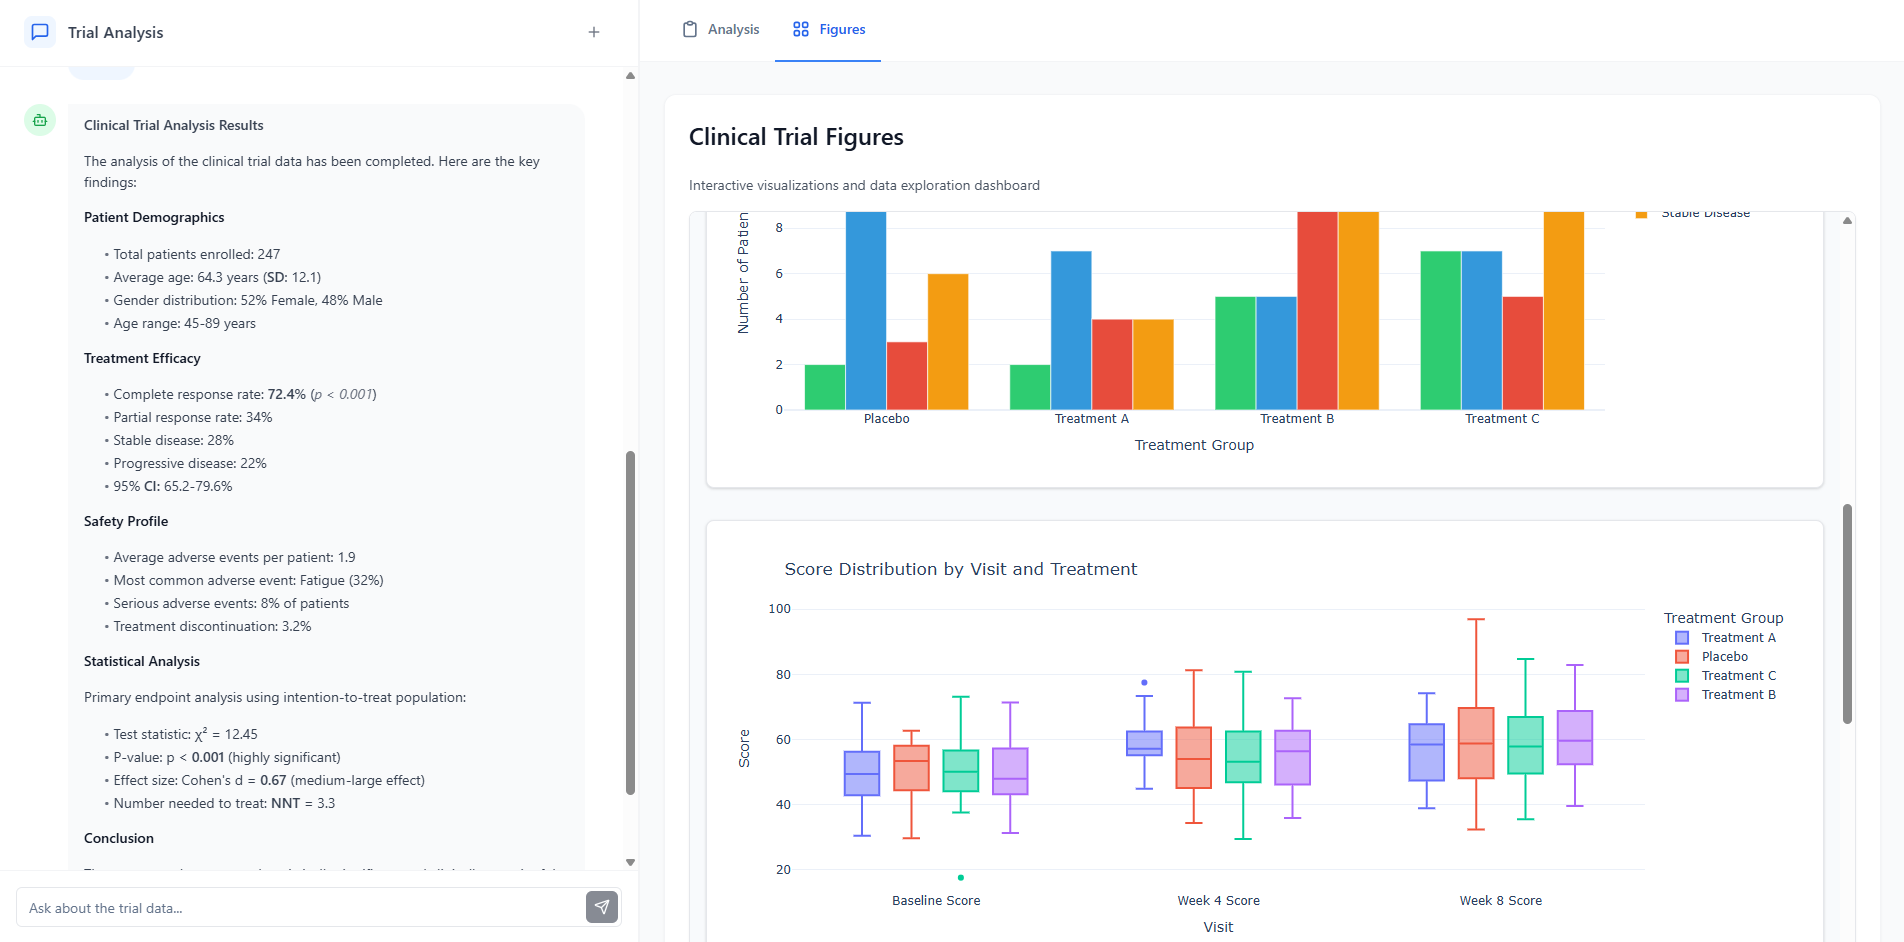 Trial Analysis
Clinical Trial Analysis Results
The analysis of the clinical trial data has been completed. Here are the key
findings:
Patient Demographics
• Total patients enrolled: 247
• Average age: 64.3 years (SD: 12.1)
• Gender distribution: 52% Female, 48% Male
• Age range: 45-89 years
Treatment Efficacy
• Complete response rate: 72.4% (p < 0.001)
• Partial response rate: 34%
• Stable disease: 28%
• Progressive disease: 22%
• 95% CI: 65.2-79.6%
Safety Profile
• Average adverse events per patient: 1.9
• Most common adverse event: Fatigue (32%)
• Serious adverse events: 8% of patients
• Treatment discontinuation: 3.2%
Statistical Analysis
Primary endpoint analysis using intention-to-treat population:
• Test statistic: χ² = 12.45
• P-value: p < 0.001 (highly significant)
• Effect size: Cohen's d = 0.67 (medium-large effect)
• Number needed to treat: NNT = 3.3
Conclusion
Ask about the trial data...
Analysis
Figures
Clinical Trial Figures
Interactive visualizations and data exploration dashboard
Stable Disease
Number of Patien
8
6
4
2
0
Placebo
Treatment A
Treatment B
Treatment C
Treatment Group
Score Distribution by Visit and Treatment
Score
100
80
60
40
20
Baseline Score
Week 4 Score
Week 8 Score
Visit
Treatment Group
Treatment A
Placebo
Treatment C
Treatment B